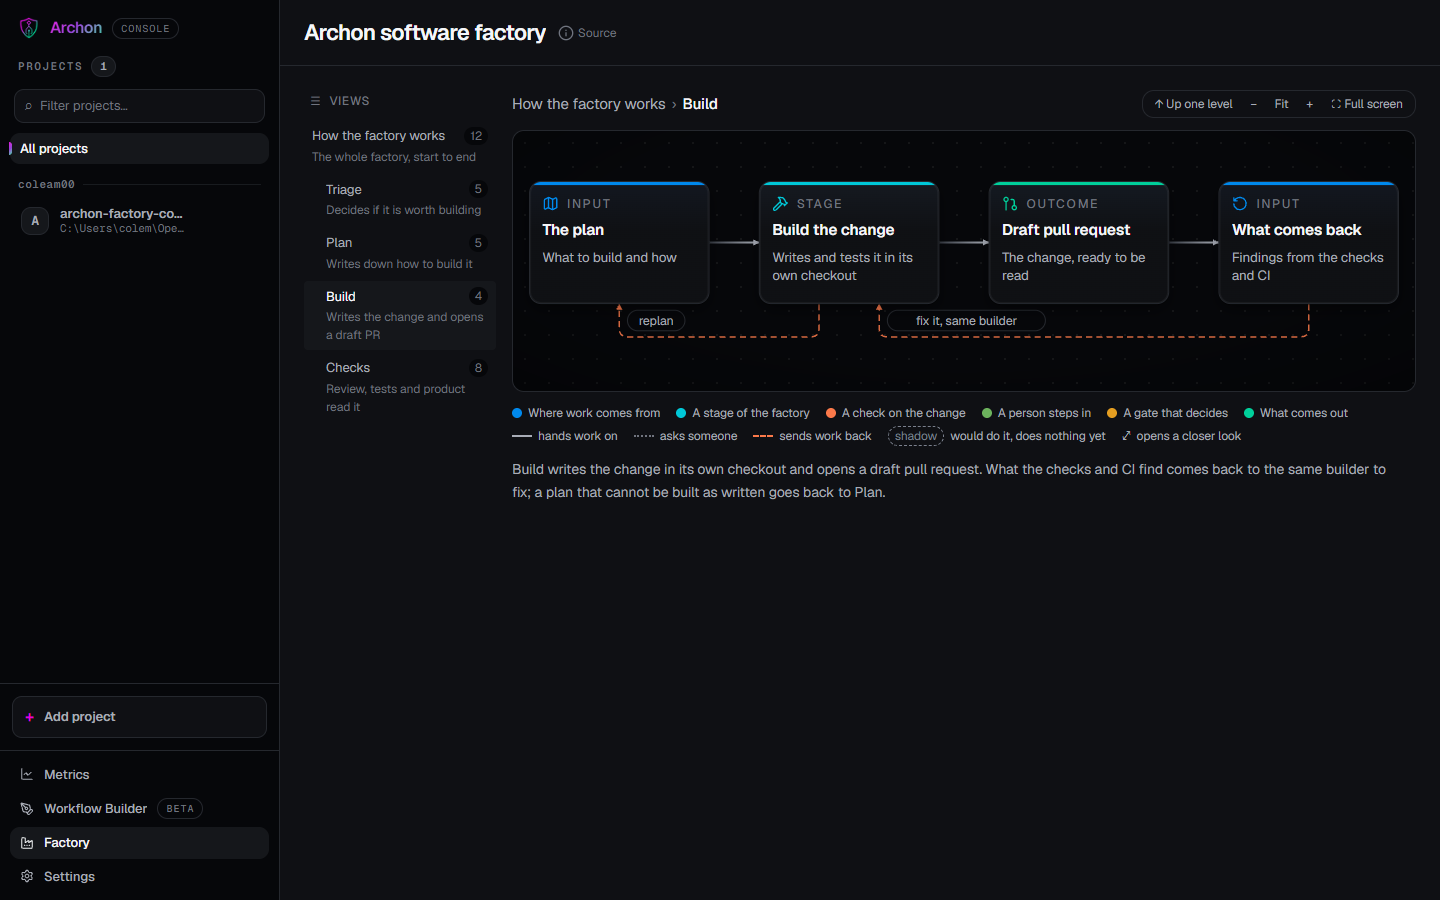 Archon CONSOLE
PROJECTS 1
Filter projects...
All projects
coleam00
A archon-factory-co…
C:\Users\colem\Ope…
Add project
Metrics
Workflow Builder BETA
Factory
Settings
Archon software factory Source
VIEWS
How the factory works 12
The whole factory, start to end
Triage 5
Decides if it is worth building
Plan 5
Writes down how to build it
Build 4
Writes the change and opens
a draft PR
Checks 8
Review, tests and product
read it
How the factory works › Build
↑ Up one level − Fit + Full screen
INPUT
The plan
What to build and how
STAGE
Build the change
Writes and tests it in its
own checkout
OUTCOME
Draft pull request
The change, ready to be
read
INPUT
What comes back
Findings from the checks
and CI
replan
fix it, same builder
Where work comes from A stage of the factory A check on the change A person steps in A gate that decides What comes out
hands work on asks someone sends work back shadow would do it, does nothing yet opens a closer look
Build writes the change in its own checkout and opens a draft pull request. What the checks and CI find comes back to the same builder to
fix; a plan that cannot be built as written goes back to Plan.